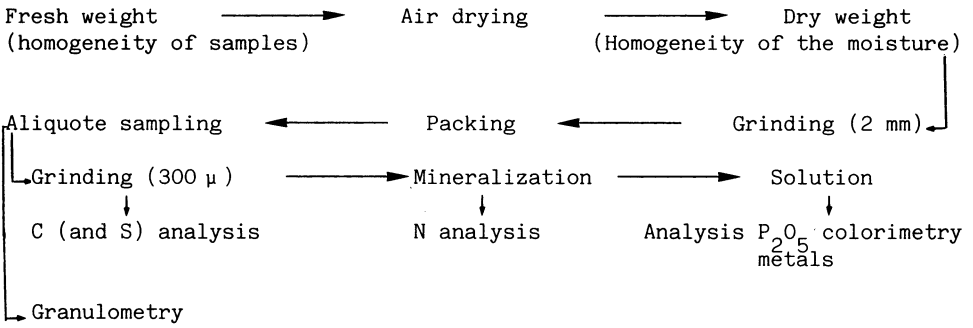 Fresh weight Air drying Dry weight
(homogeneity of samples) (Homogeneity of the moisture)
Aliquote sampling Packing Grinding (2 mm)
Grinding (300 µ) Mineralization Solution
C (and S) analysis N analysis Analysis P₂O₅ colorimetry
metals
Granulometry